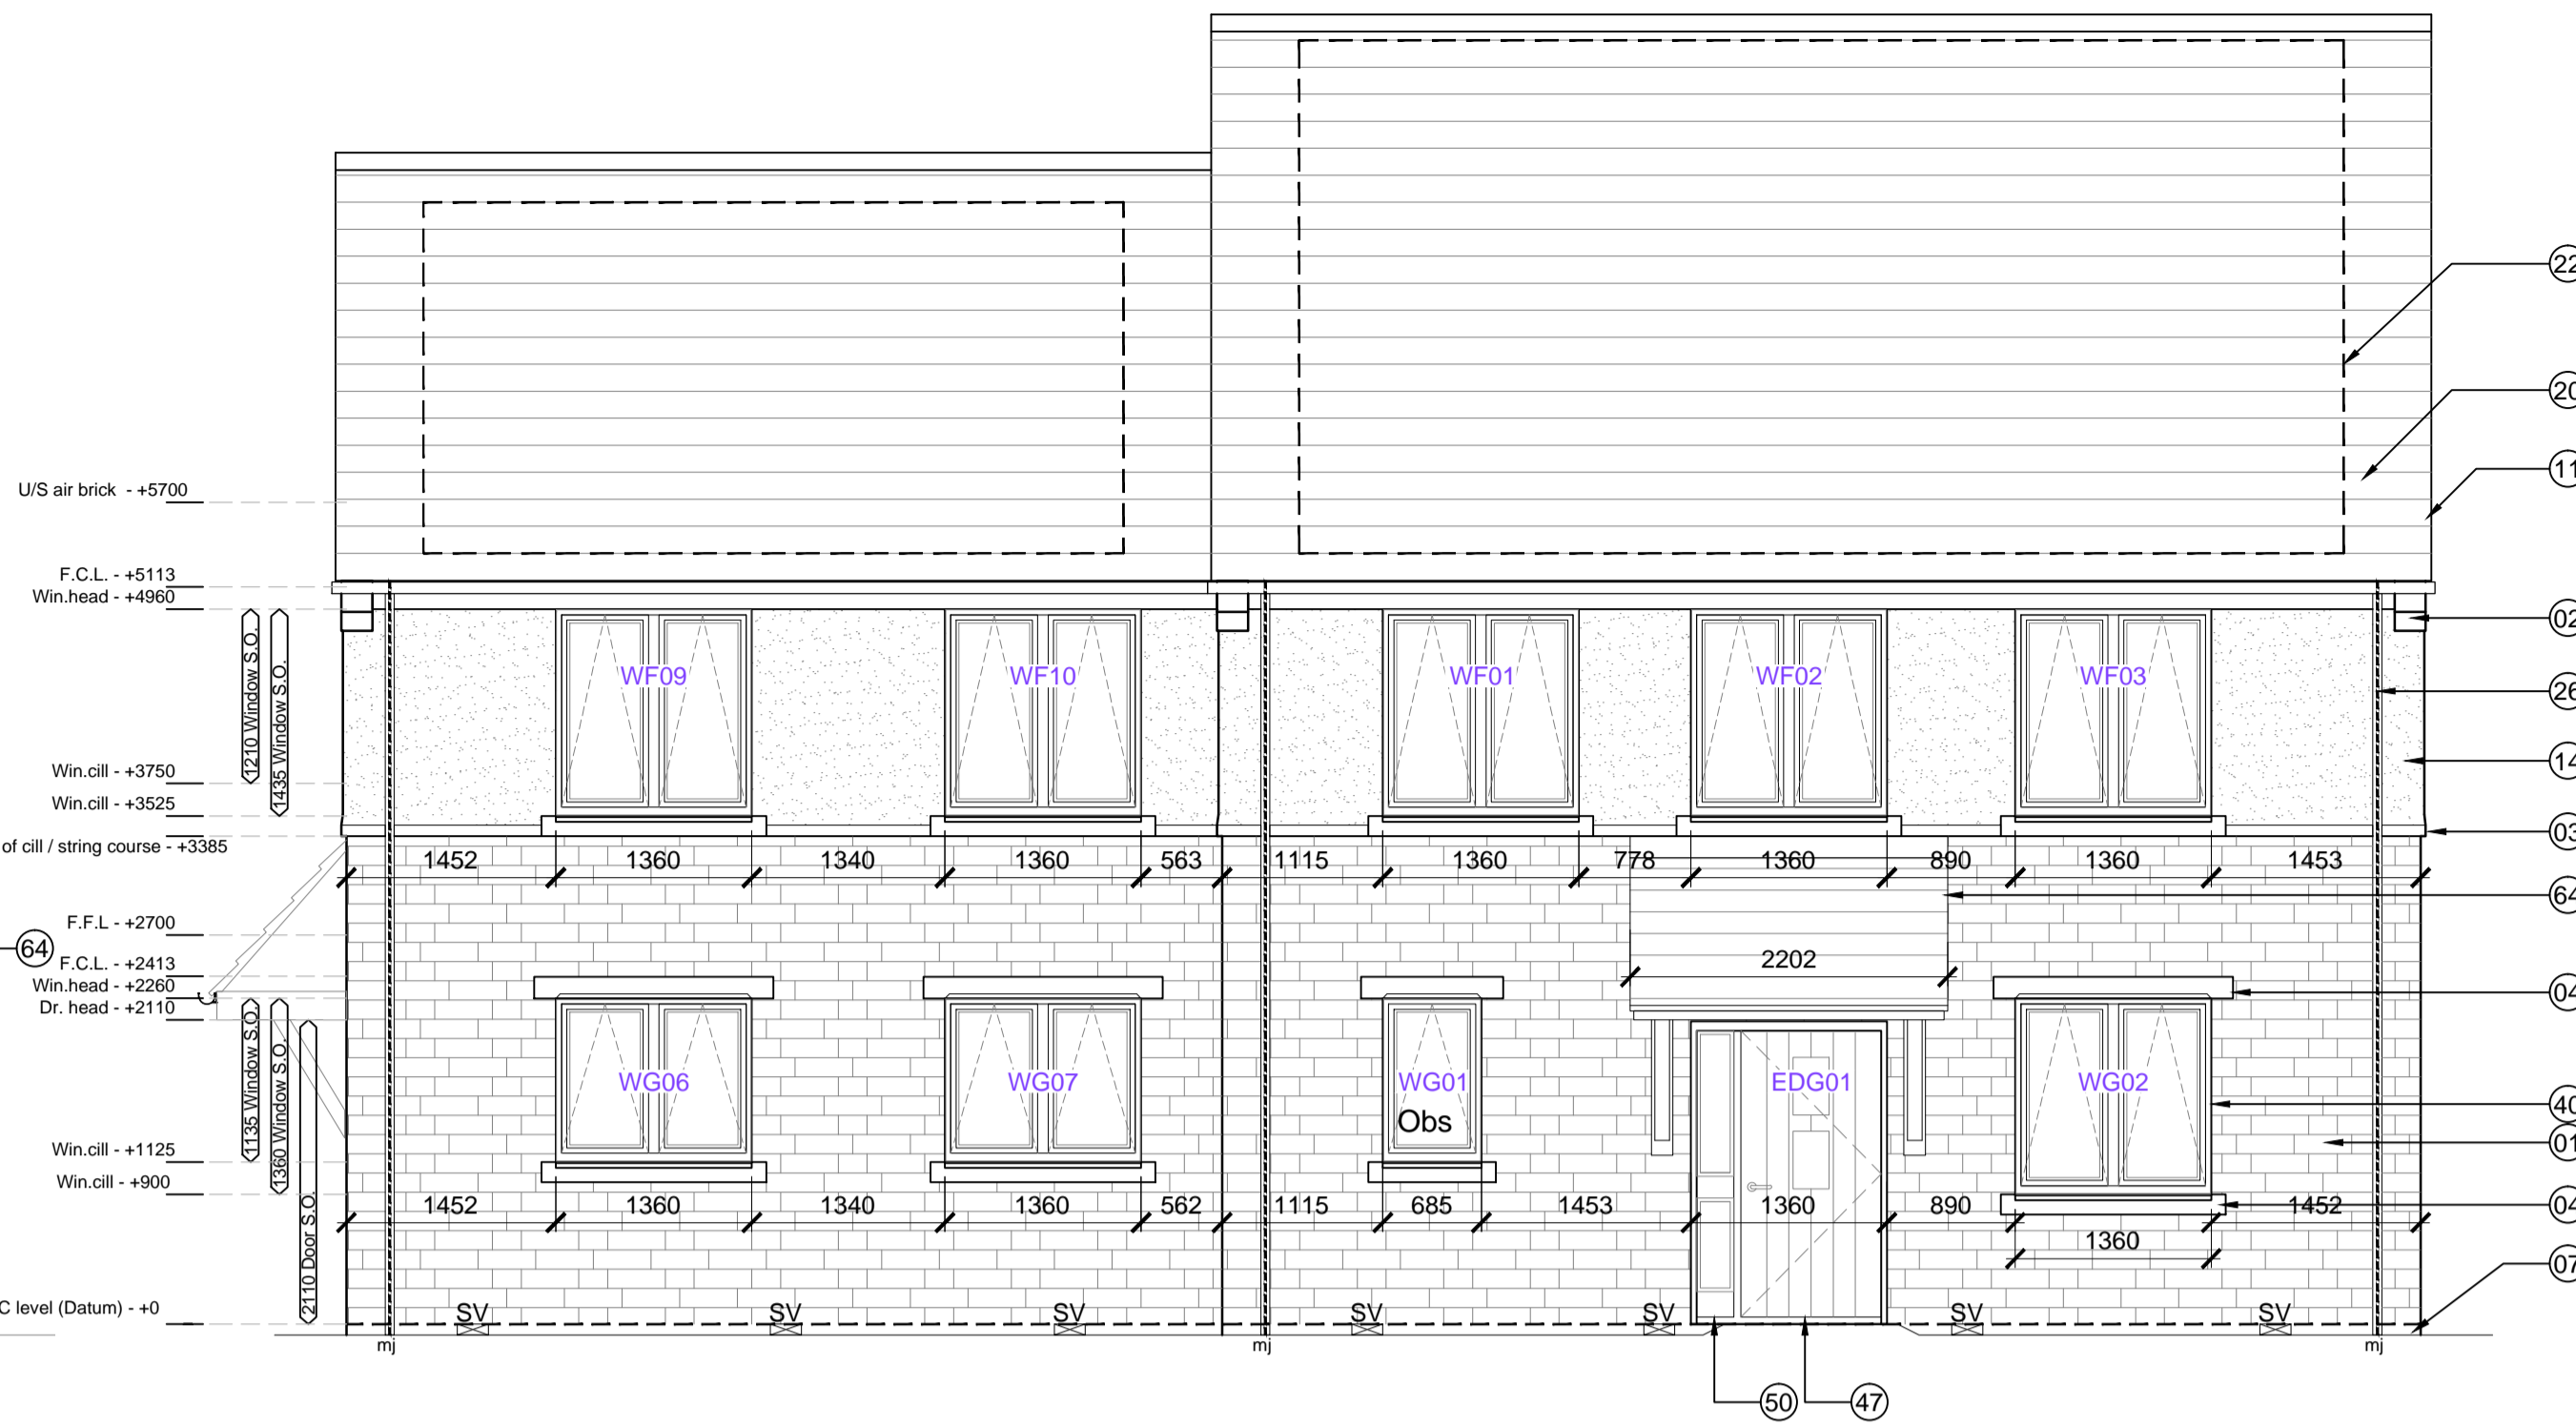 22
20
11
U/S air brick - +5700
F.C.L. - +5113
Win.head - +4960
02
1210 Window S.O.
1435 Window S.O.
WF09
WF10
WF01
WF02
WF03
26
Win.cill - +3750
14
Win.cill - +3525
03
of cill / string course - +3385
1452 1360 1340 1360 563 1115 1360 778 1360 890 1360 1453
64
F.F.L - +2700
64
F.C.L. - +2413
2202
Win.head - +2260
04
Dr. head - +2110
1135 Window S.O.
1360 Window S.O.
2110 Door S.O.
WG06
WG07
WG01
Obs
EDG01
WG02
40
01
Win.cill - +1125
Win.cill - +900
1452 1360 1340 1360 562 1115 685 1453 1360 890 1452
04
1360
07
C level (Datum) - +0
SV SV SV SV SV SV SV
mj mj mj
50
47